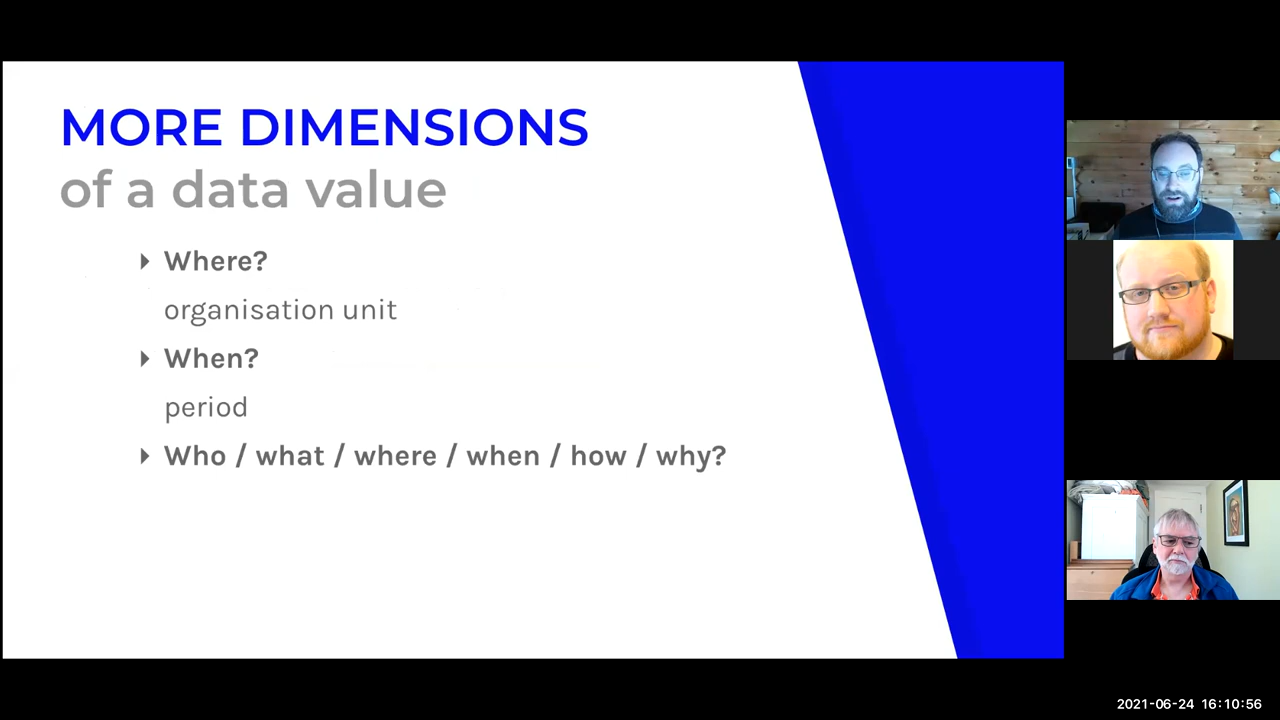 MORE DIMENSIONS
of a data value
Where?
organisation unit
When?
period
Who / what / where / when / how / why?
2021-06-24 16:10:56